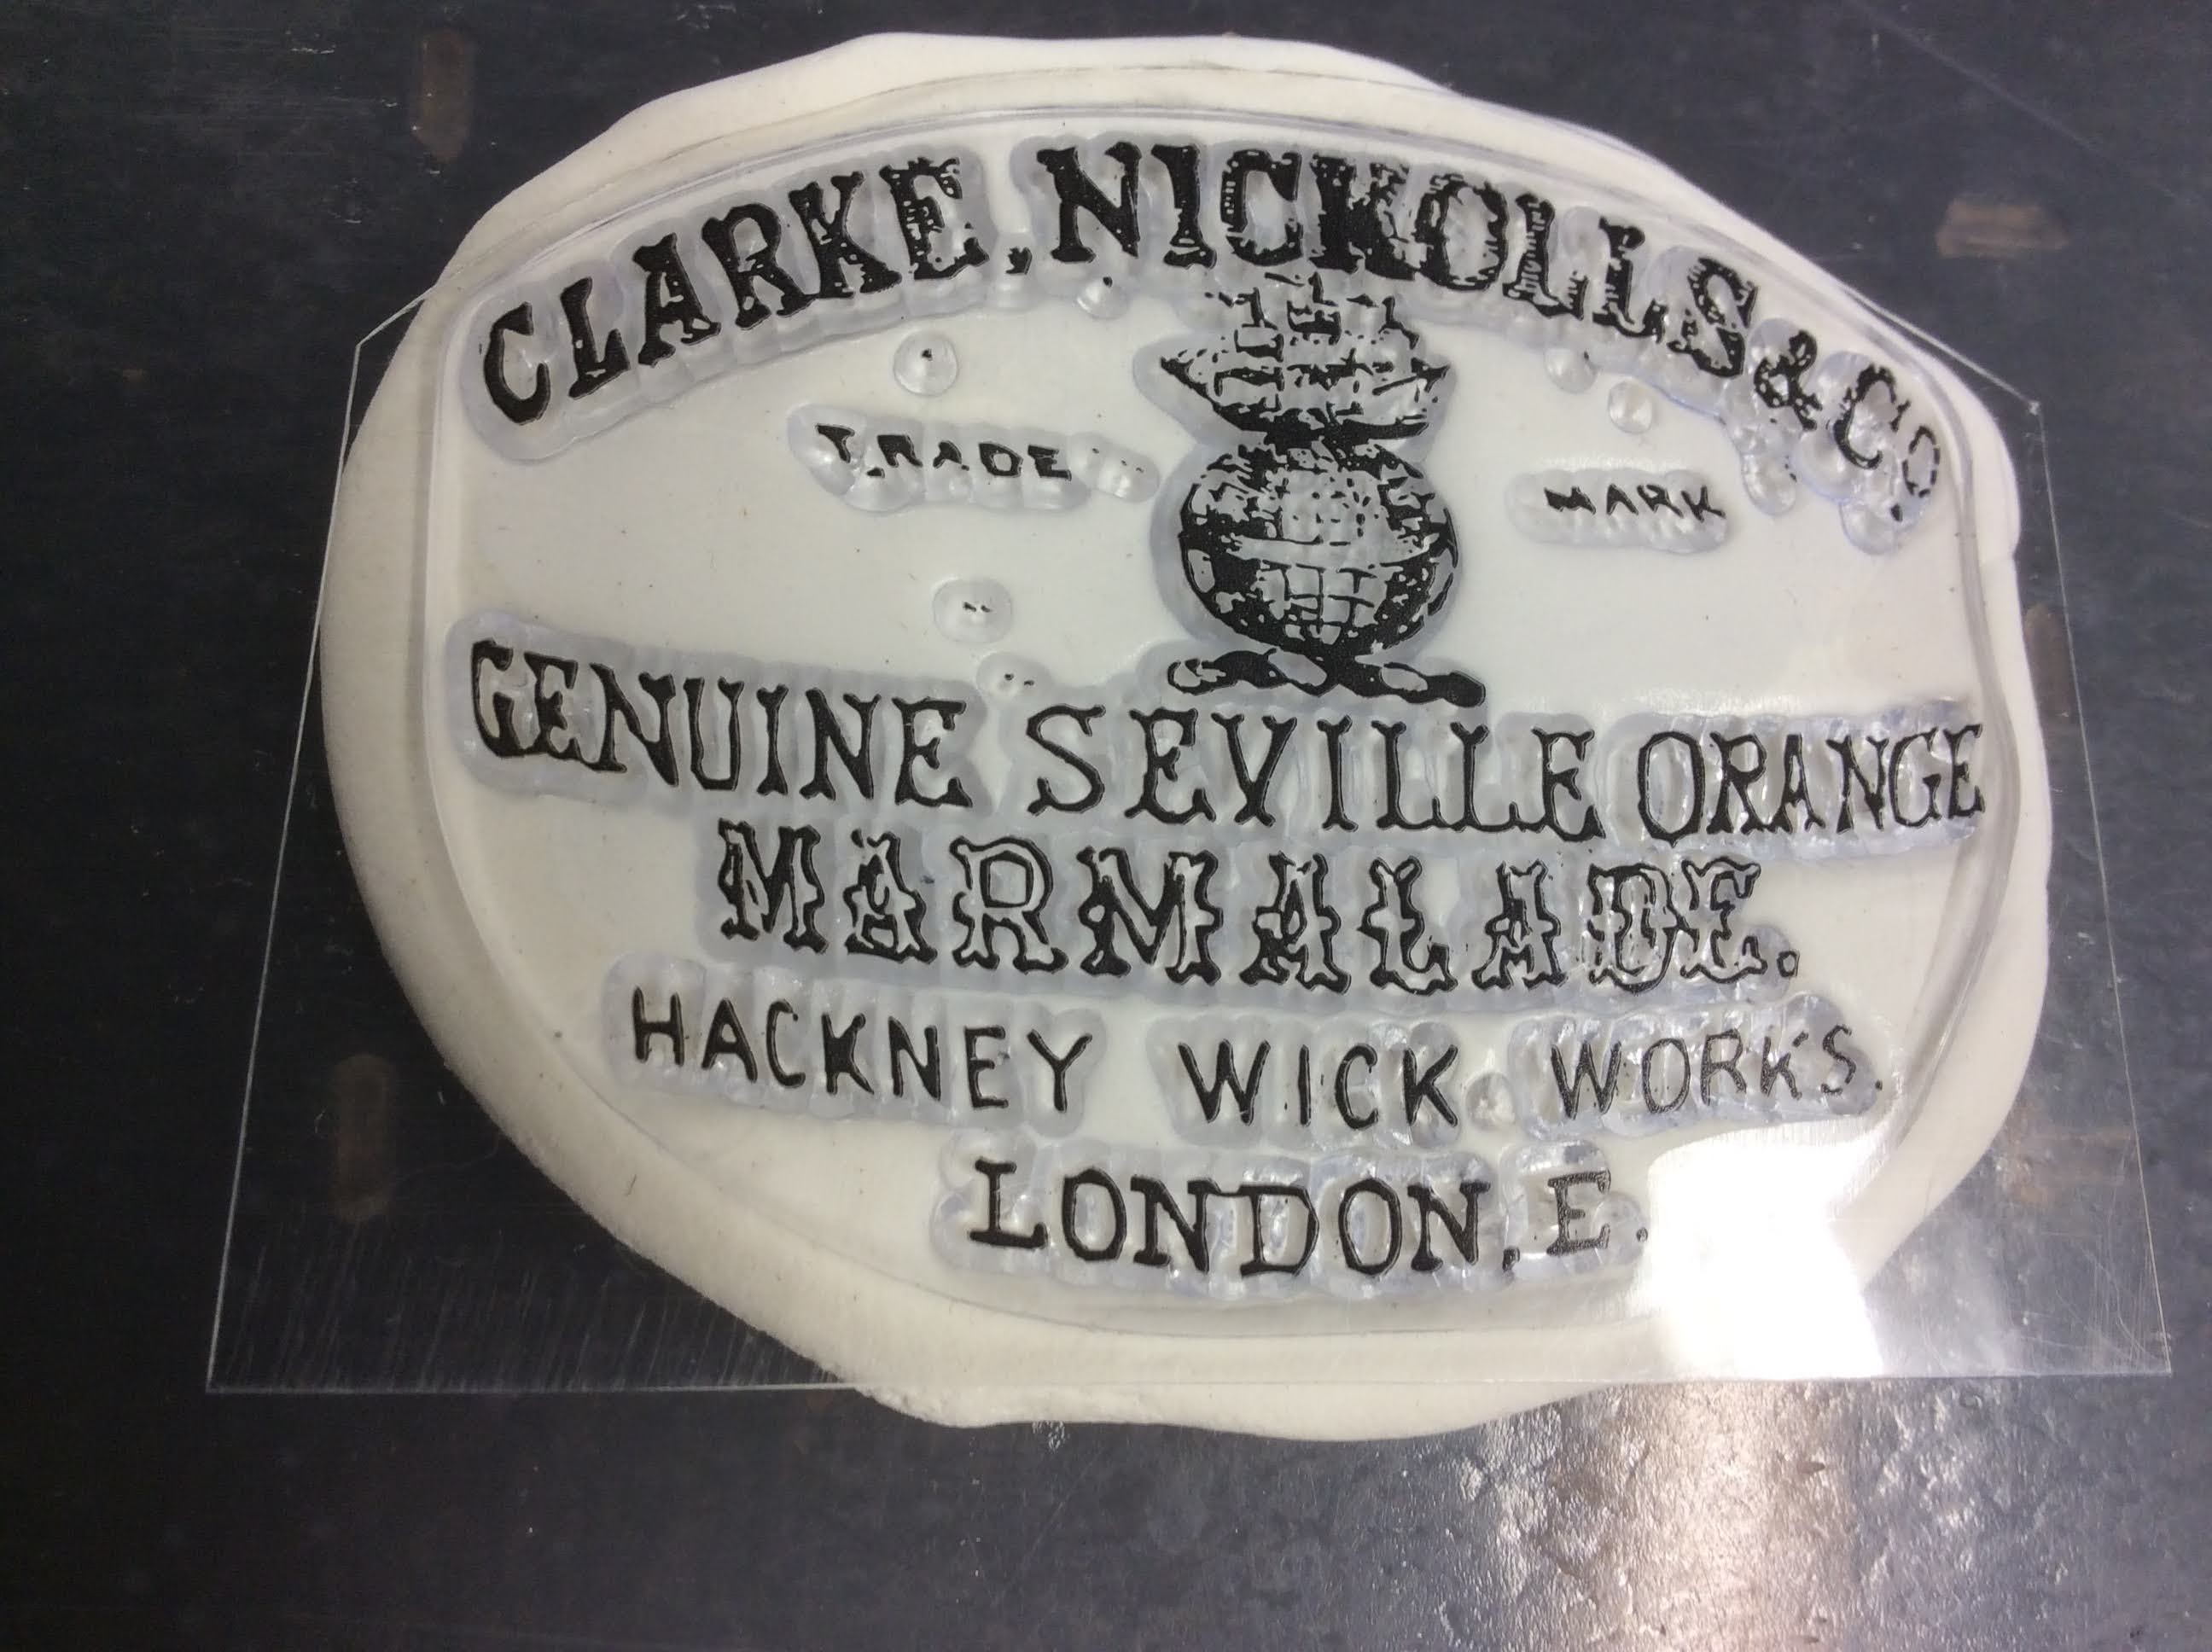 CLARKE, NICKOLLS & CO.
TRADE MARK
GENUINE SEVILLE ORANGE
MARMALADE.
HACKNEY WICK WORKS.
LONDON, E.